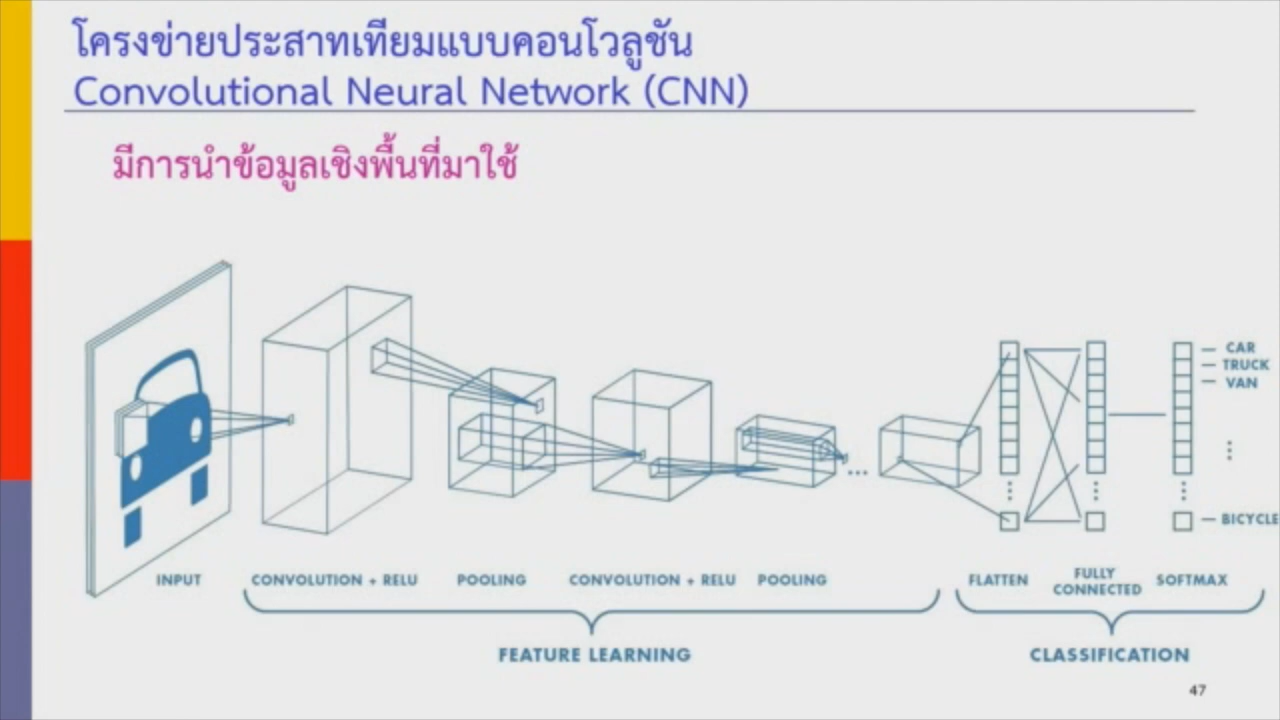 โครงข่ายประสาทเทียมแบบคอนโวลูชัน
Convolutional Neural Network (CNN)
มีการนำข้อมูลเชิงพื้นที่มาใช้
CAR
TRUCK
VAN
BICYCLE
INPUT
CONVOLUTION + RELU
POOLING
CONVOLUTION + RELU
POOLING
FLATTEN
FULLY
CONNECTED
SOFTMAX
FEATURE LEARNING
CLASSIFICATION
47